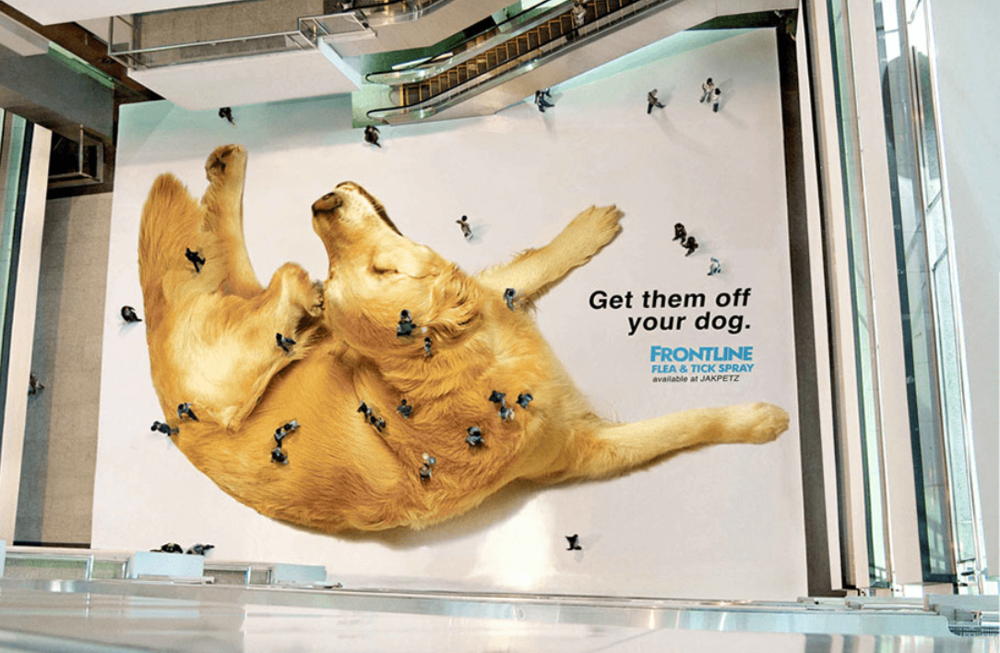 Get them off
your dog.
FRONTLINE
FLEA & TICK SPRAY
available at JAKPETZ